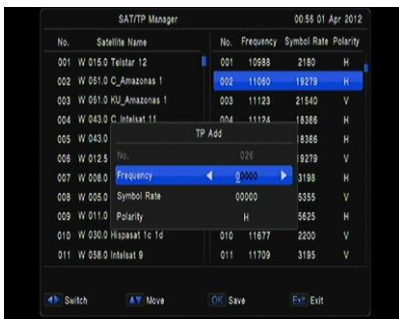 SAT/TP Manager 00:56 01 Apr 2012
No. Satellite Name No. Frequency Symbol Rate Polarity
001 W 015.0 Telstar 12 001 10988 2180 H
002 W 061.0 C_Amazonas 1 002 11060 19279 H
003 W 061.0 KU_Amazonas 1 003 11123 21540 V
004 W 043.0 C_Intelsat 11 004 11124 18386 H
TP Add
005 W 043.0 18386 H
006 W 012.5 No. 026 19279 V
007 W 008.0 Frequency 00000 3198 H
008 W 005.0 Symbol Rate 00000 5355 V
009 W 011.0 Polarity H 5625 H
010 W 030.0 Hispasat 1c 1d 010 11677 2200 V
011 W 058.0 Intelsat 9 011 11709 3195 V
Switch Move OK Save Exit Exit